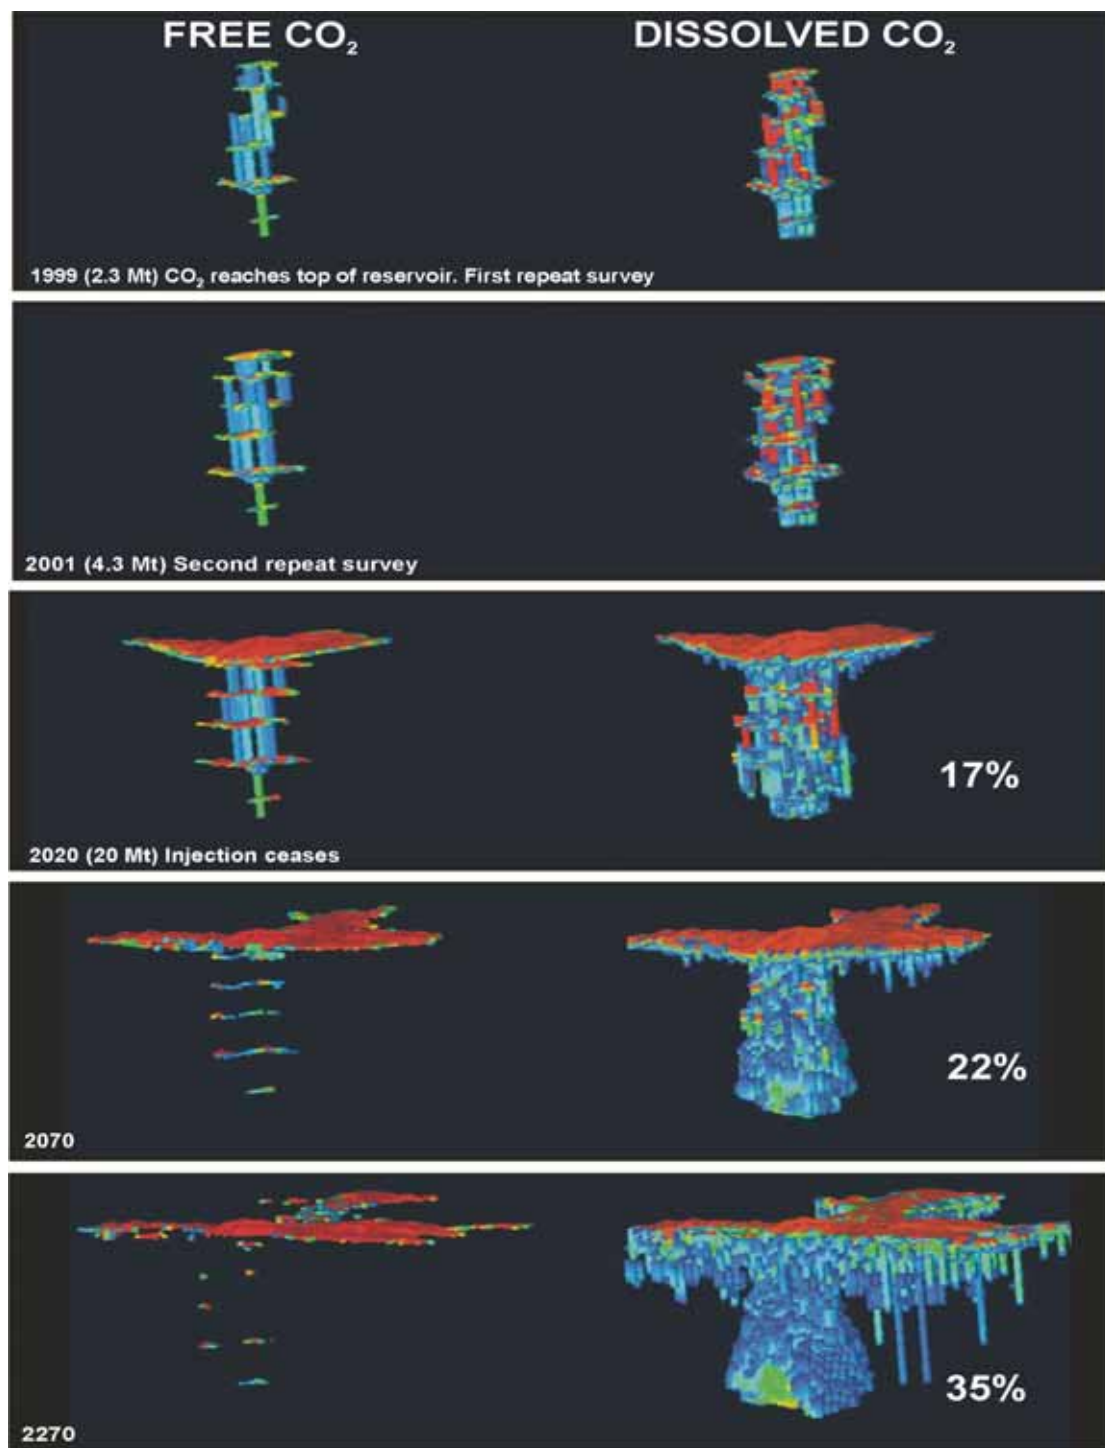 FREE CO₂
DISSOLVED CO₂
1999 (2.3 Mt) CO₂ reaches top of reservoir. First repeat survey
2001 (4.3 Mt) Second repeat survey
17%
2020 (20 Mt) Injection ceases
22%
2070
35%
2270